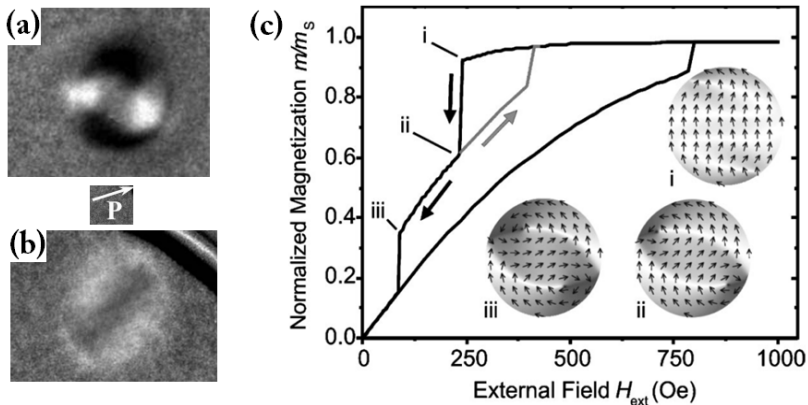 (a)
P
(b)
(c)
Normalized Magnetization m/mS
1.0
0.8
0.6
0.4
0.2
0.0
0
250
500
750
1000
External Field Hext (Oe)
i
ii
iii
i
iii
ii